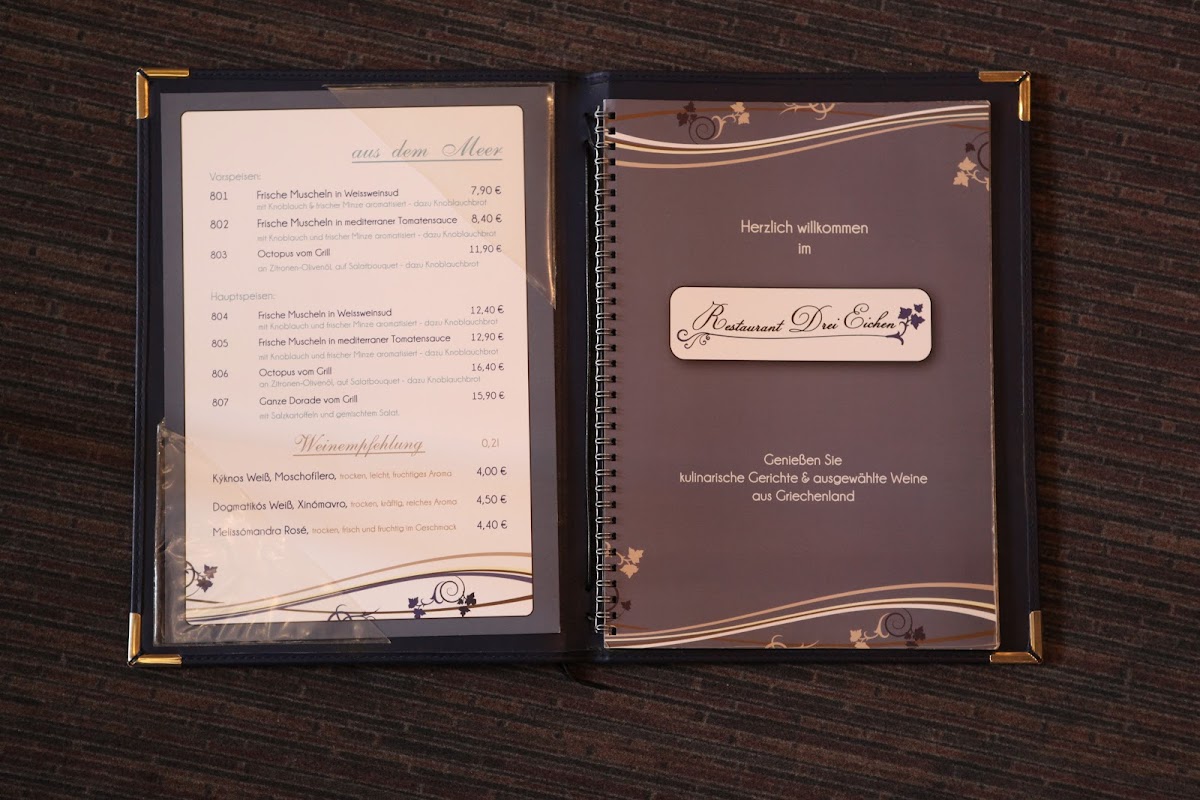 aus dem Meer
Vorspeisen:
801 Frische Muscheln in Weissweinsud 7,90 €
mit Knoblauch & frischer Minze aromatisiert - dazu Knoblauchbrot
802 Frische Muscheln in mediterraner Tomatensauce 8,40 €
mit Knoblauch und frischer Minze aromatisiert - dazu Knoblauchbrot
803 Octopus vom Grill 11,90 €
an Zitronen-Olivenöl, auf Salatbouquet - dazu Knoblauchbrot
Hauptspeisen:
804 Frische Muscheln in Weissweinsud 12,40 €
mit Knoblauch und frischer Minze aromatisiert - dazu Knoblauchbrot
805 Frische Muscheln in mediterraner Tomatensauce 12,90 €
mit Knoblauch und frischer Minze aromatisiert - dazu Knoblauchbrot
806 Octopus vom Grill 16,40 €
an Zitronen-Olivenöl, auf Salatbouquet - dazu Knoblauchbrot
807 Ganze Dorade vom Grill 15,90 €
mit Salzkartoffeln und gemischtem Salat.
Weinempfehlung 0,2l
Kýknos Weiß, Moschofílero, trocken, leicht, fruchtiges Aroma 4,00 €
Dogmatikós Weiß, Xinómavro, trocken, kräftig, reiches Aroma 4,50 €
Melissómandra Rosé, trocken, frisch und fruchtig im Geschmack 4,40 €
Herzlich willkommen
im
Restaurant Drei Eichen
Genießen Sie
kulinarische Gerichte & ausgewählte Weine
aus Griechenland